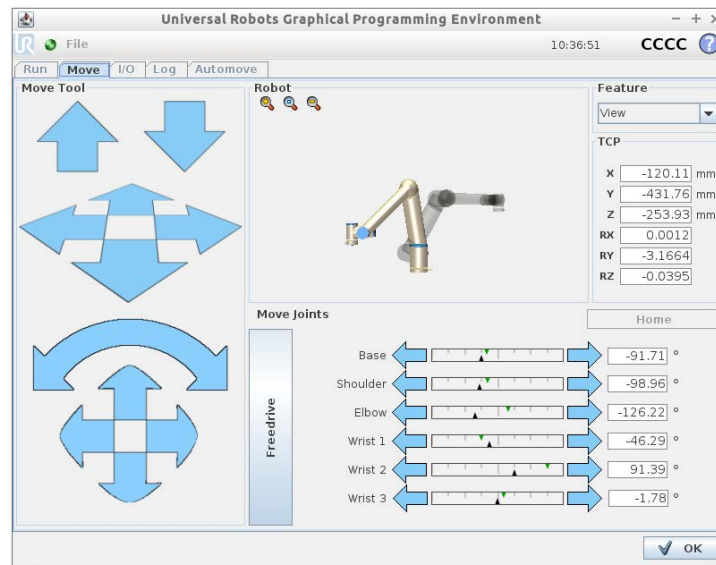 Universal Robots Graphical Programming Environment
UR File 10:36:51 CCCC ?
Run Move I/O Log Automove
Move Tool
Robot
Feature
View
TCP
X -120.11 mm
Y -431.76 mm
Z -253.93 mm
RX 0.0012
RY -3.1664
RZ -0.0395
Move Joints
Home
Freedrive
Base -91.71 °
Shoulder -98.96 °
Elbow -126.22 °
Wrist 1 -46.29 °
Wrist 2 91.39 °
Wrist 3 -1.78 °
OK